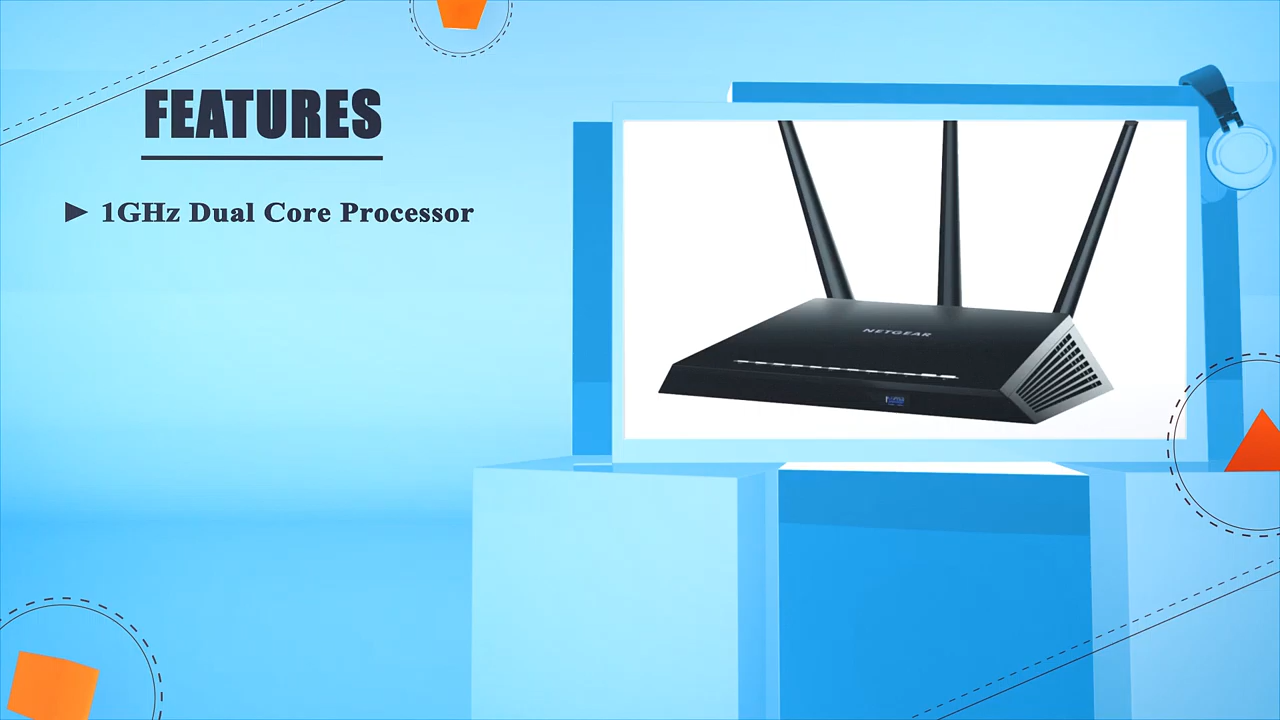 FEATURES
► 1GHz Dual Core Processor
NETGEAR